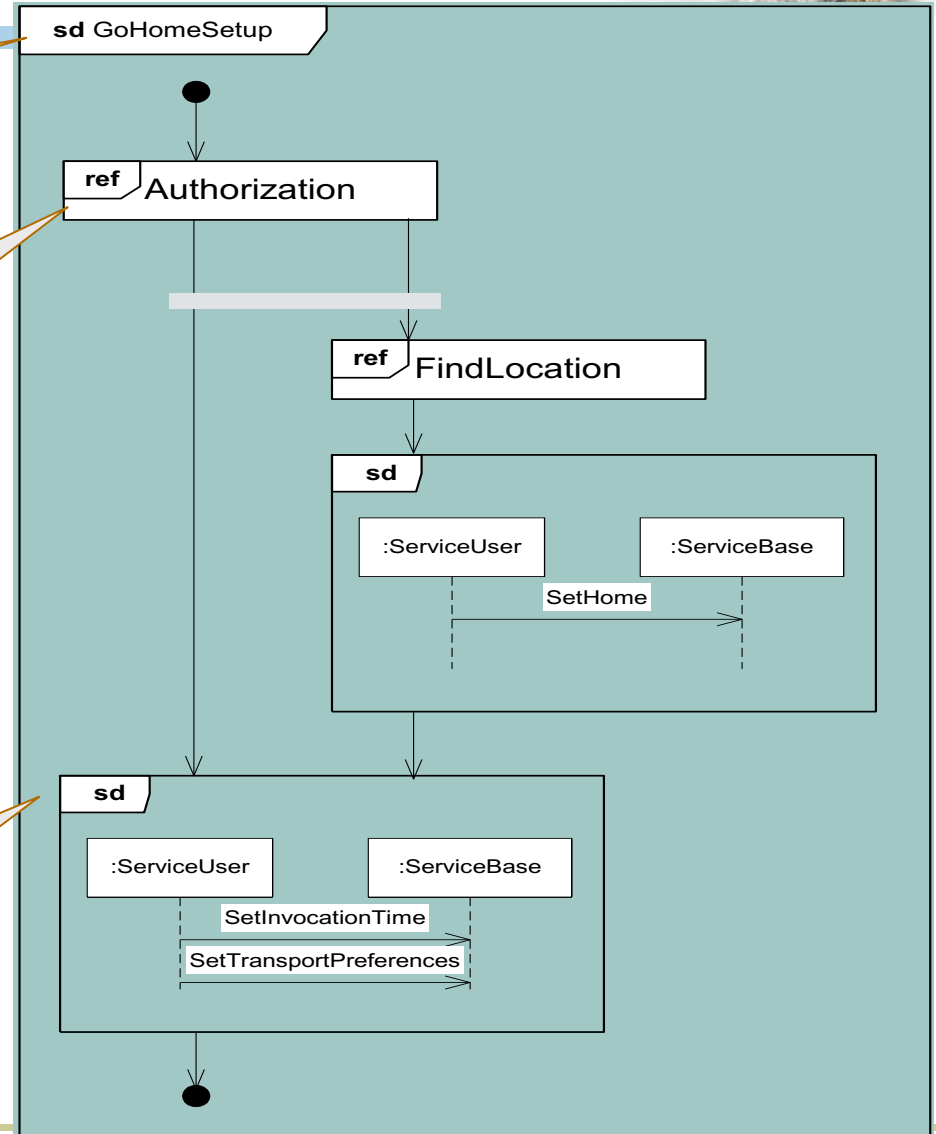 sd GoHomeSetup
ref Authorization
ref FindLocation
sd
:ServiceUser :ServiceBase
SetHome
sd
:ServiceUser :ServiceBase
SetInvocationTime
SetTransportPreferences